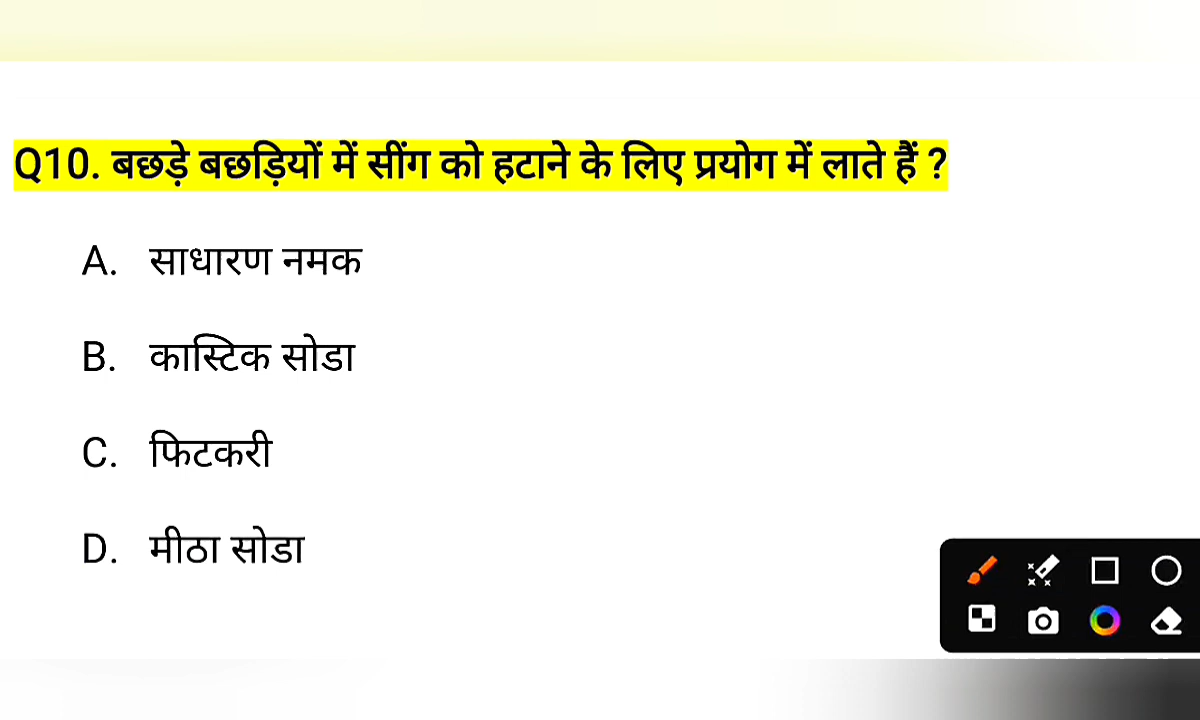 Q10. बछड़े बछड़ियों में सींग को हटाने के लिए प्रयोग में लाते हैं ?
A. साधारण नमक
B. कास्टिक सोडा
C. फिटकरी
D. मीठा सोडा